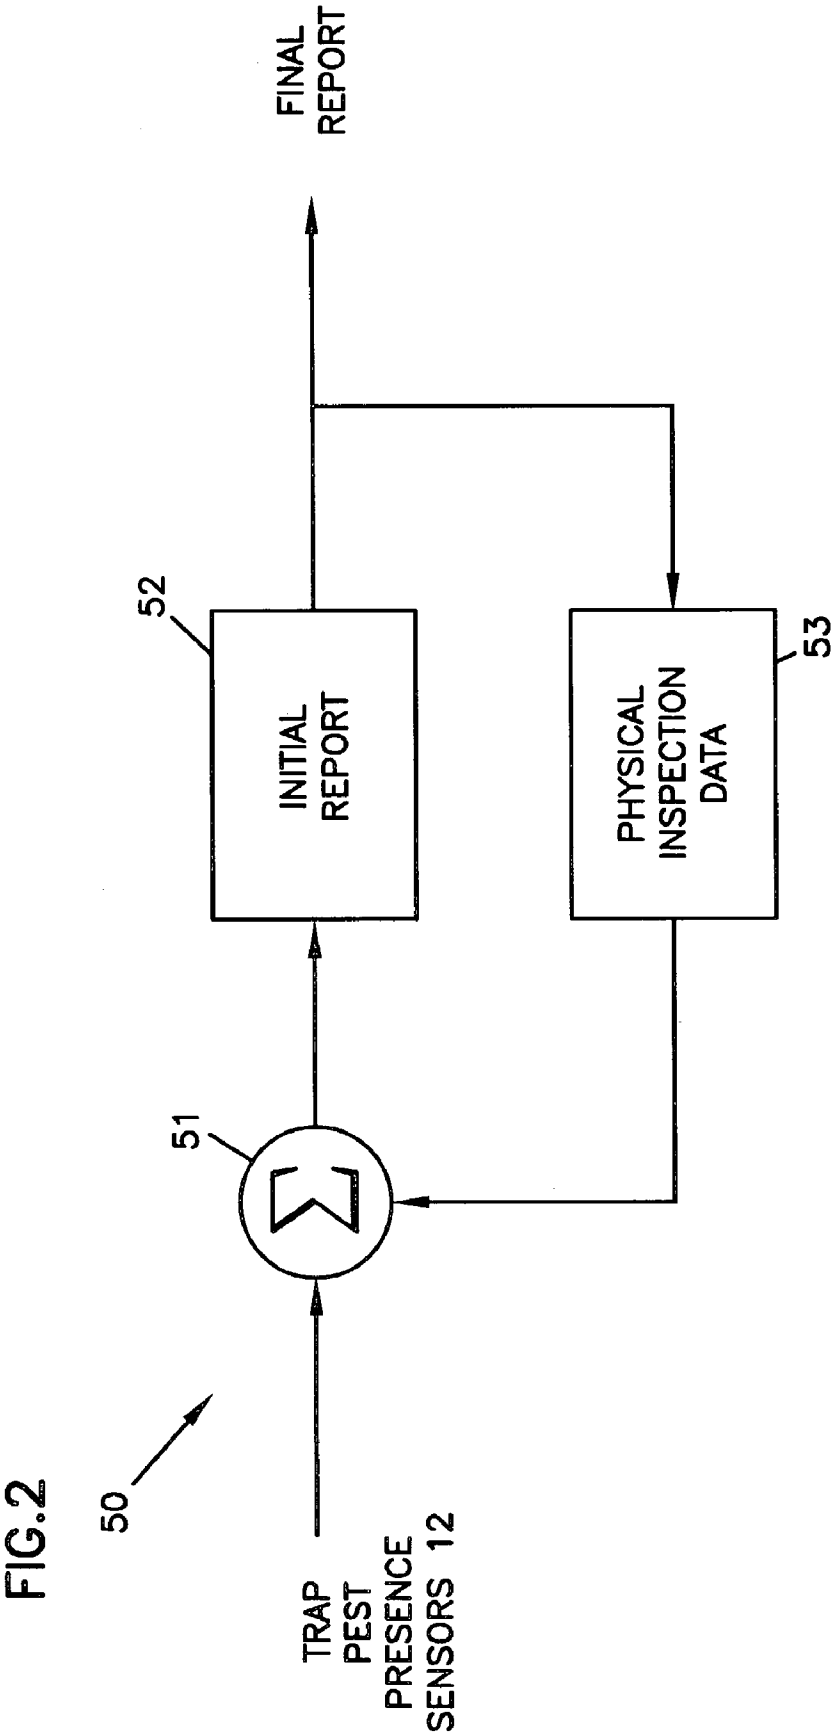 FIG.2
50
TRAP
PEST
PRESENCE
SENSORS 12
51
52
INITIAL
REPORT
PHYSICAL
INSPECTION
DATA
53
FINAL
REPORT